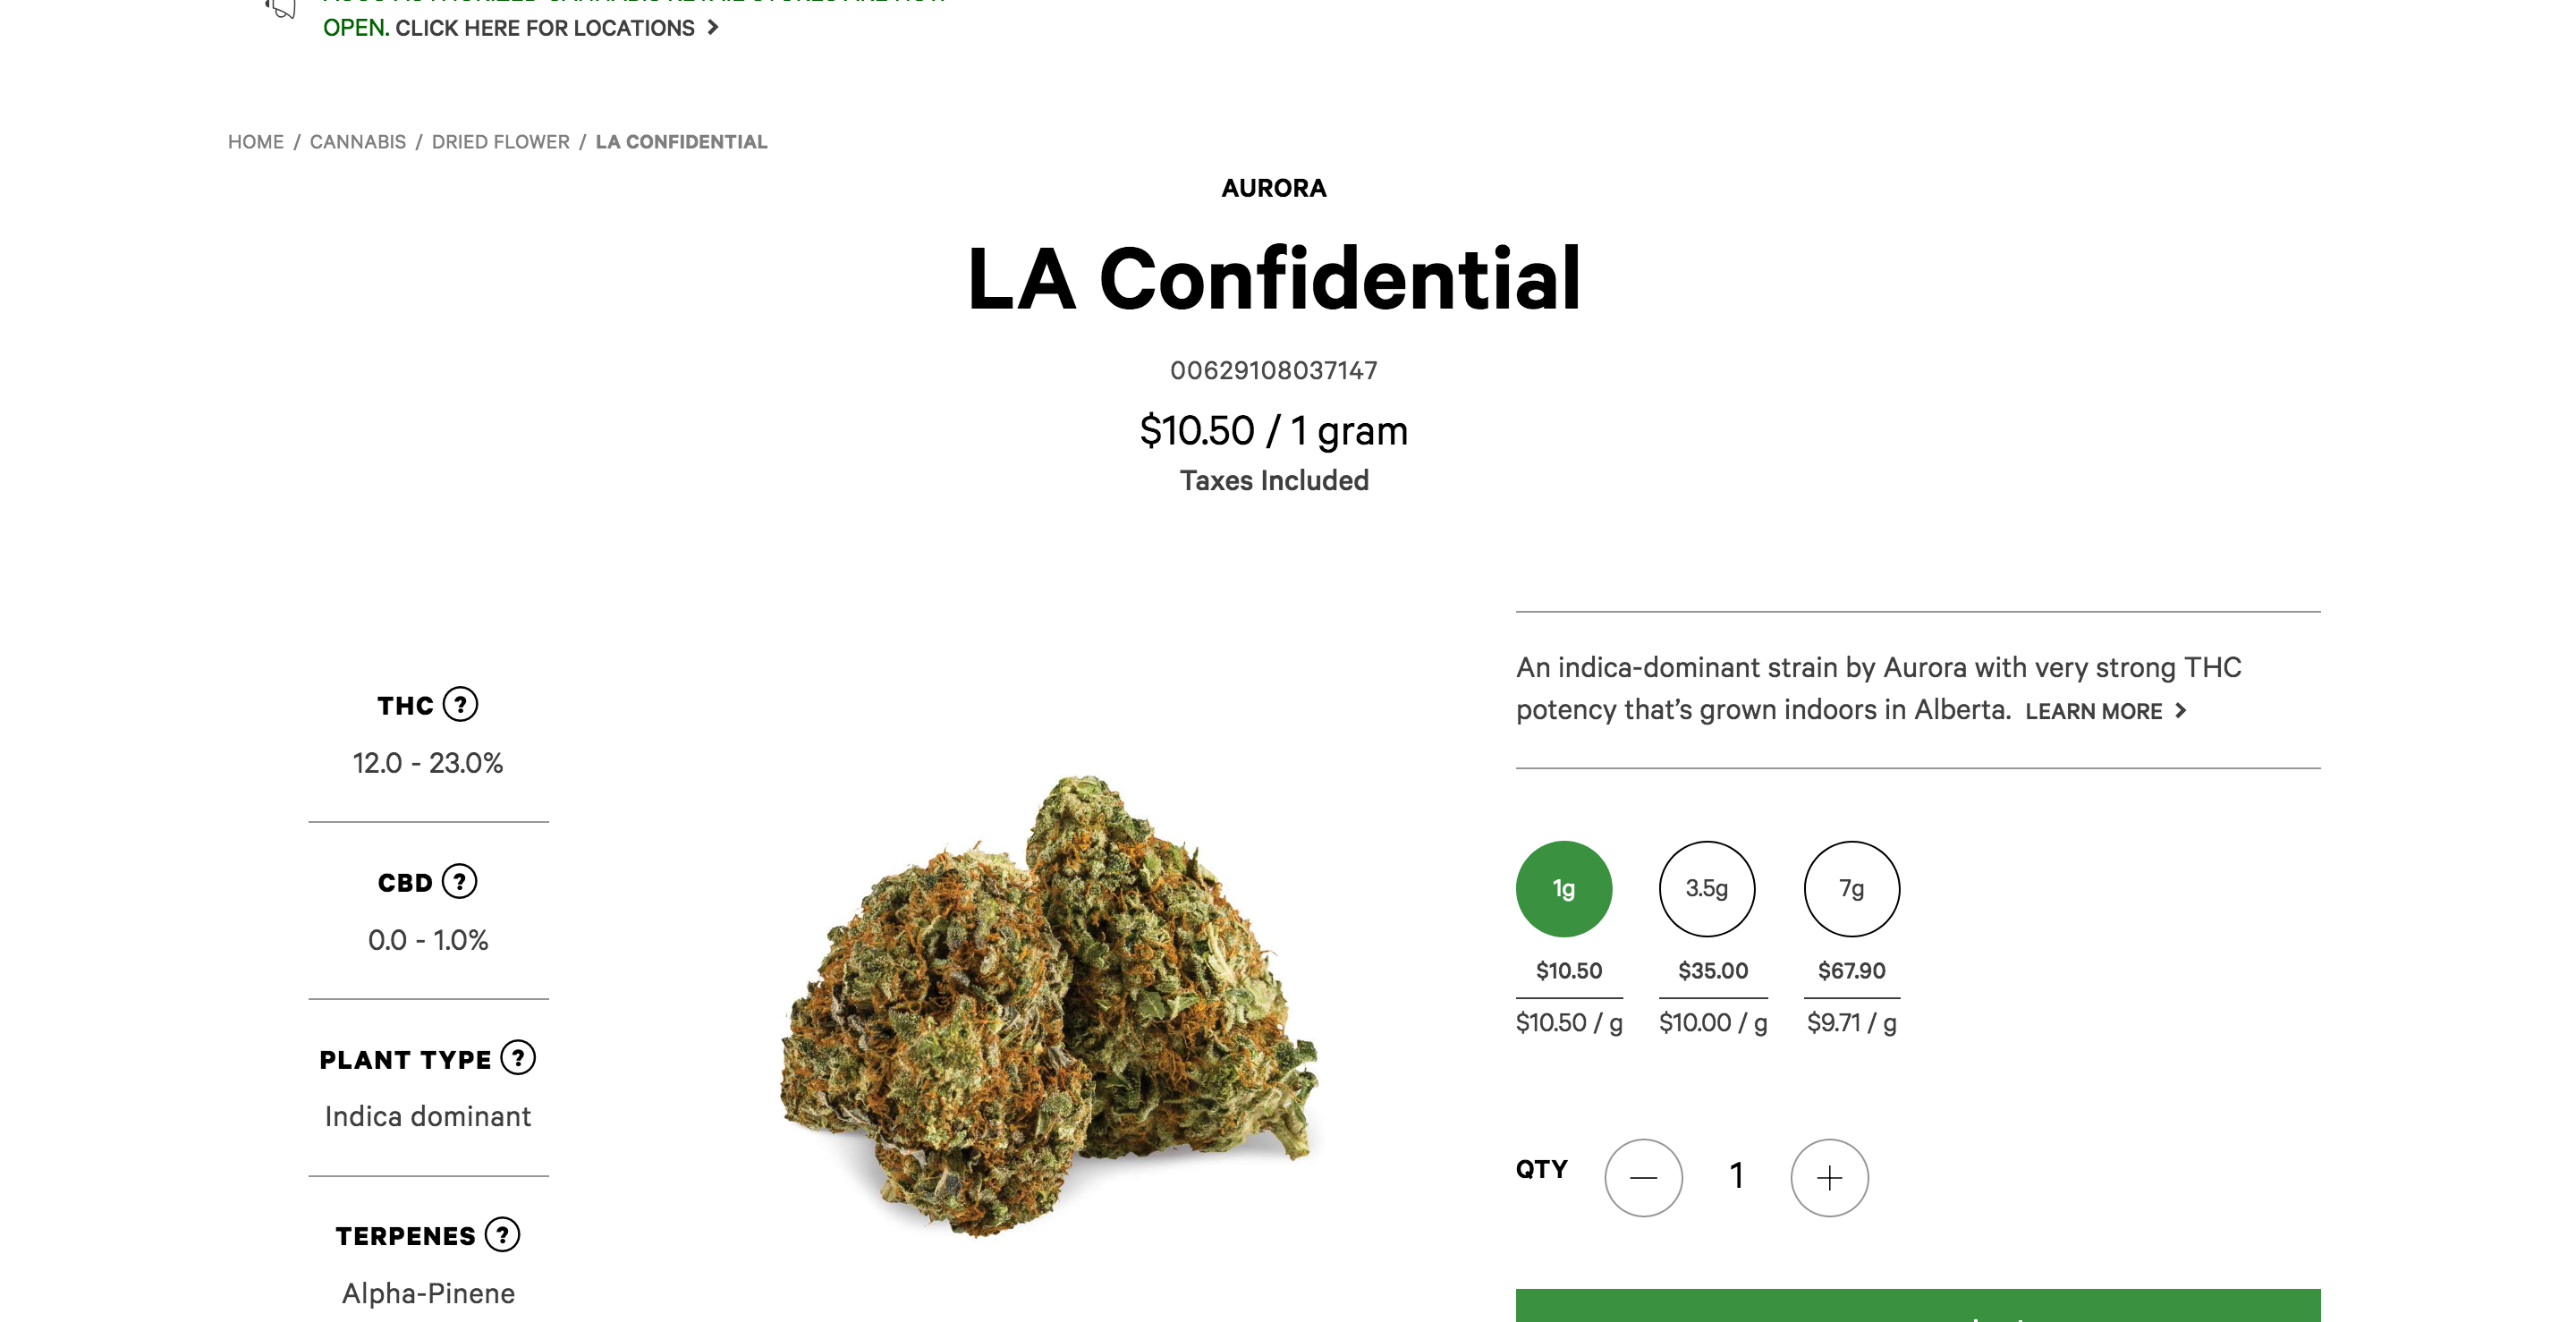 OPEN. CLICK HERE FOR LOCATIONS >
HOME / CANNABIS / DRIED FLOWER / LA CONFIDENTIAL
AURORA
LA Confidential
00629108037147
$10.50 / 1 gram
Taxes Included
THC ?
12.0 - 23.0%
CBD ?
0.0 - 1.0%
PLANT TYPE ?
Indica dominant
TERPENES ?
Alpha-Pinene
An indica-dominant strain by Aurora with very strong THC
potency that’s grown indoors in Alberta. LEARN MORE >
1g 3.5g 7g
$10.50 $35.00 $67.90
$10.50 / g $10.00 / g $9.71 / g
QTY — 1 +